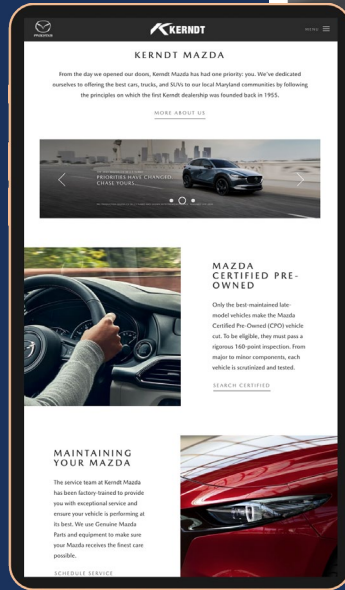 mazda
KERNDT
MENU
KERNDT MAZDA
From the day we opened our doors, Kerndt Mazda has had one priority: you. We've dedicated
ourselves to offering the best cars, trucks, and SUVs to our local Maryland communities by following
the principles on which the first Kerndt dealership was founded back in 1955.
MORE ABOUT US
PRIORITIES HAVE CHANGED.
CHASE YOURS.
MAZDA
CERTIFIED PRE-
OWNED
Only the best-maintained late-
model vehicles make the Mazda
Certified Pre-Owned (CPO) vehicle
cut. To be eligible, they must pass a
rigorous 160-point inspection. From
major to minor components, each
vehicle is scrutinized and tested.
SEARCH CERTIFIED
MAINTAINING
YOUR MAZDA
The service team at Kerndt Mazda
has been factory-trained to provide
you with exceptional service and
ensure your vehicle is performing at
its best. We use Genuine Mazda
Parts and equipment to make sure
your Mazda receives the finest care
possible.
SCHEDULE SERVICE